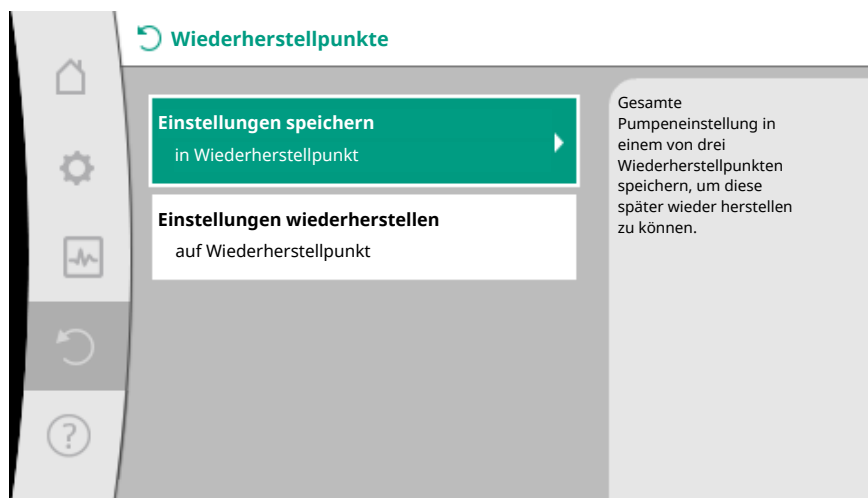 Wiederherstellpunkte
Einstellungen speichern
in Wiederherstellpunkt
Einstellungen wiederherstellen
auf Wiederherstellpunkt
Gesamte
Pumpeneinstellung in
einem von drei
Wiederherstellpunkten
speichern, um diese
später wieder herstellen
zu können.
?